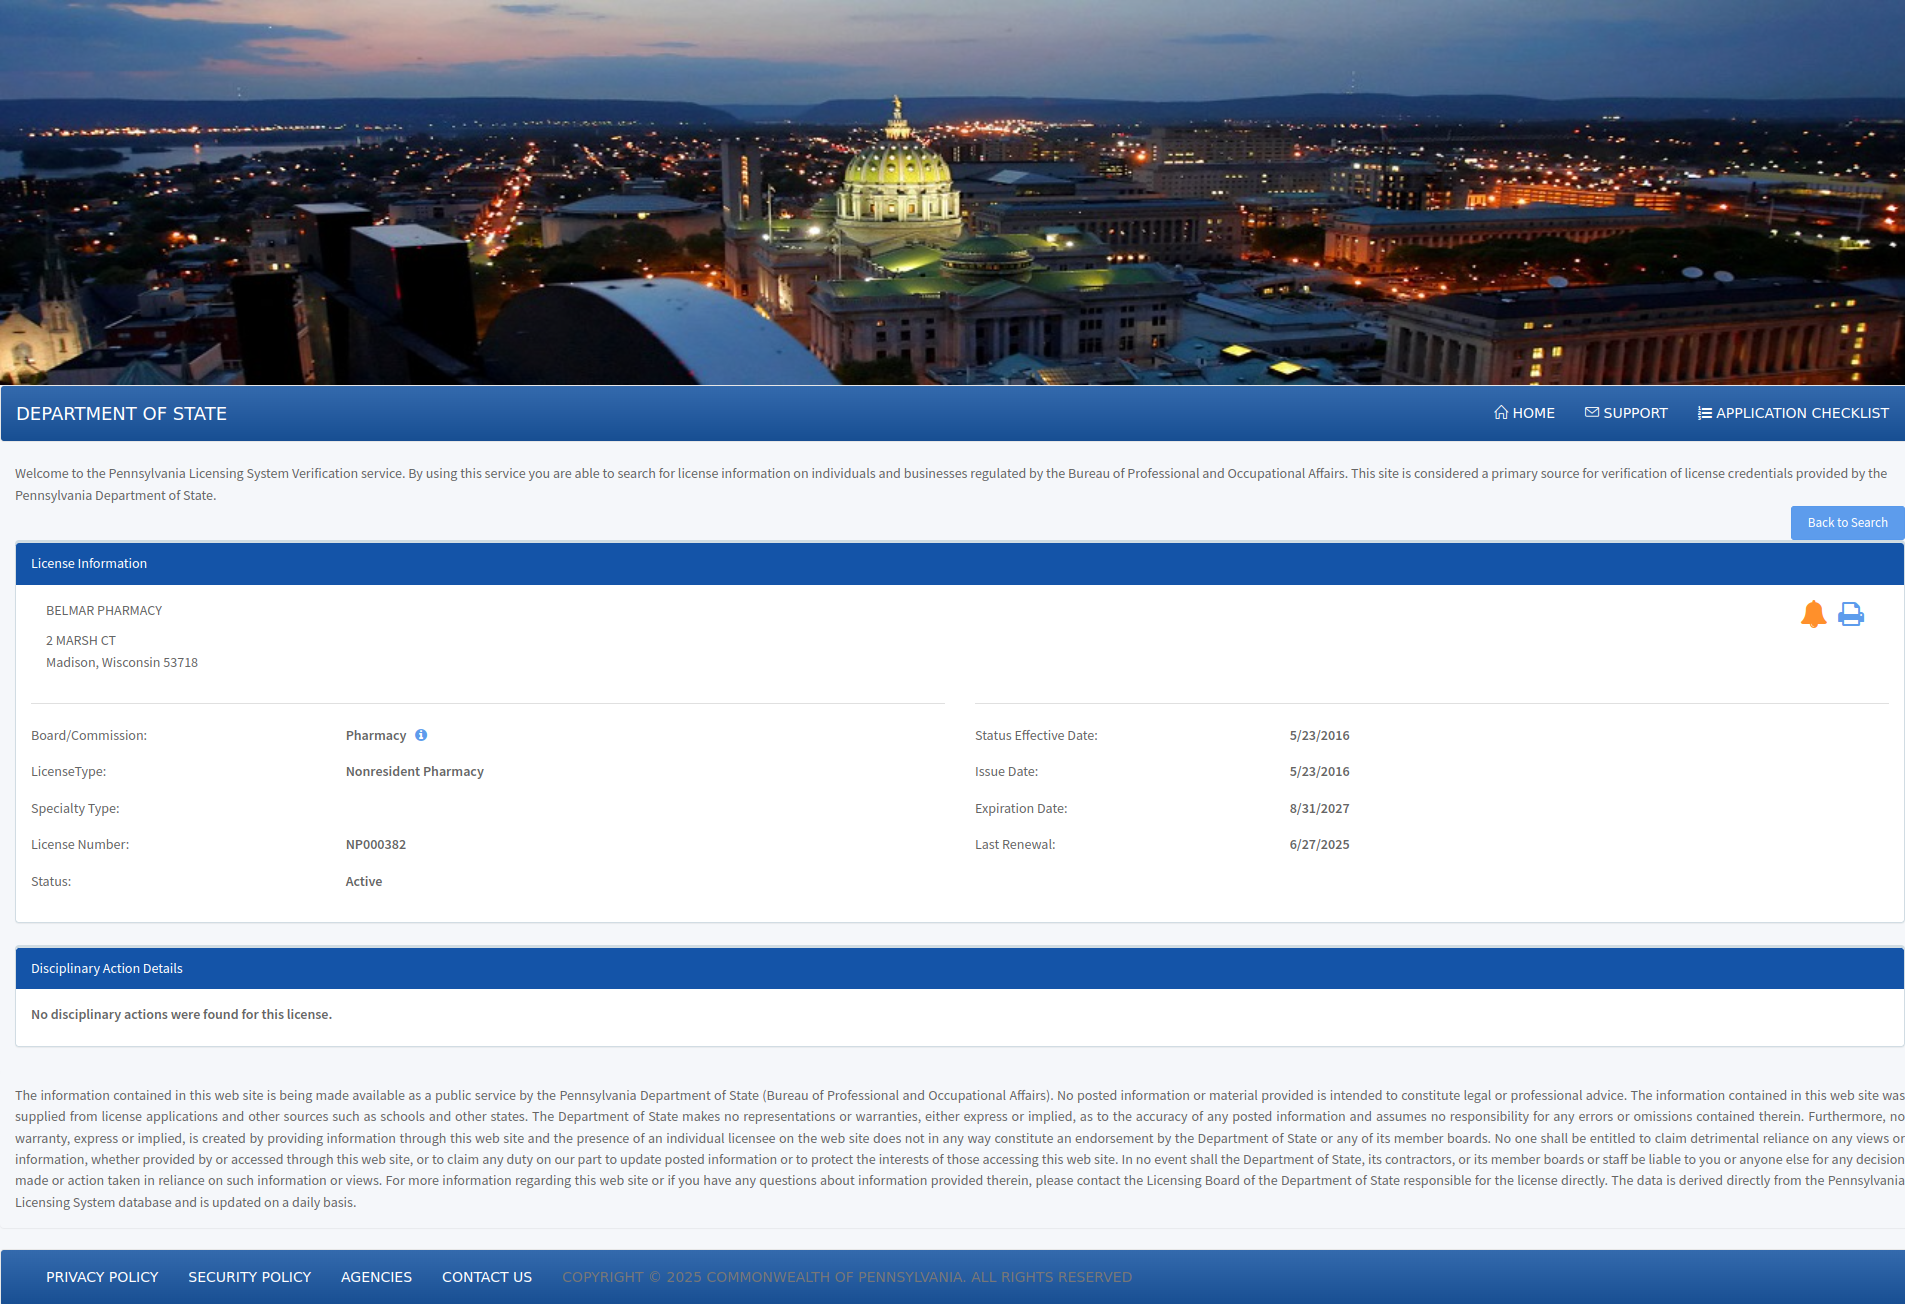 DEPARTMENT OF STATE
HOME
SUPPORT
APPLICATION CHECKLIST
Welcome to the Pennsylvania Licensing System Verification service. By using this service you are able to search for license information on individuals and businesses regulated by the Bureau of Professional and Occupational Affairs. This site is considered a primary source for verification of license credentials provided by the
Pennsylvania Department of State.
Back to Search
License Information
BELMAR PHARMACY
2 MARSH CT
Madison, Wisconsin 53718
Board/Commission: Pharmacy
LicenseType: Nonresident Pharmacy
Specialty Type:
License Number: NP000382
Status: Active
Status Effective Date: 5/23/2016
Issue Date: 5/23/2016
Expiration Date: 8/31/2027
Last Renewal: 6/27/2025
Disciplinary Action Details
No disciplinary actions were found for this license.
The information contained in this web site is being made available as a public service by the Pennsylvania Department of State (Bureau of Professional and Occupational Affairs). No posted information or material provided is intended to constitute legal or professional advice. The information contained in this web site was
supplied from license applications and other sources such as schools and other states. The Department of State makes no representations or warranties, either express or implied, as to the accuracy of any posted information and assumes no responsibility for any errors or omissions contained therein. Furthermore, no
warranty, express or implied, is created by providing information through this web site and the presence of an individual licensee on the web site does not in any way constitute an endorsement by the Department of State or any of its member boards. No one shall be entitled to claim detrimental reliance on any views or
information, whether provided by or accessed through this web site, or to claim any duty on our part to update posted information or to protect the interests of those accessing this web site. In no event shall the Department of State, its contractors, or its member boards or staff be liable to you or anyone else for any decision
made or action taken in reliance on such information or views. For more information regarding this web site or if you have any questions about information provided therein, please contact the Licensing Board of the Department of State responsible for the license directly. The data is derived directly from the Pennsylvania
Licensing System database and is updated on a daily basis.
PRIVACY POLICY
SECURITY POLICY
AGENCIES
CONTACT US
COPYRIGHT © 2025 COMMONWEALTH OF PENNSYLVANIA. ALL RIGHTS RESERVED